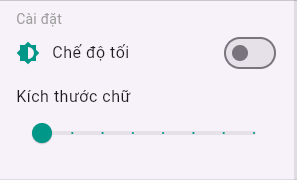 Cài đặt
Chế độ tối
Kích thước chữ